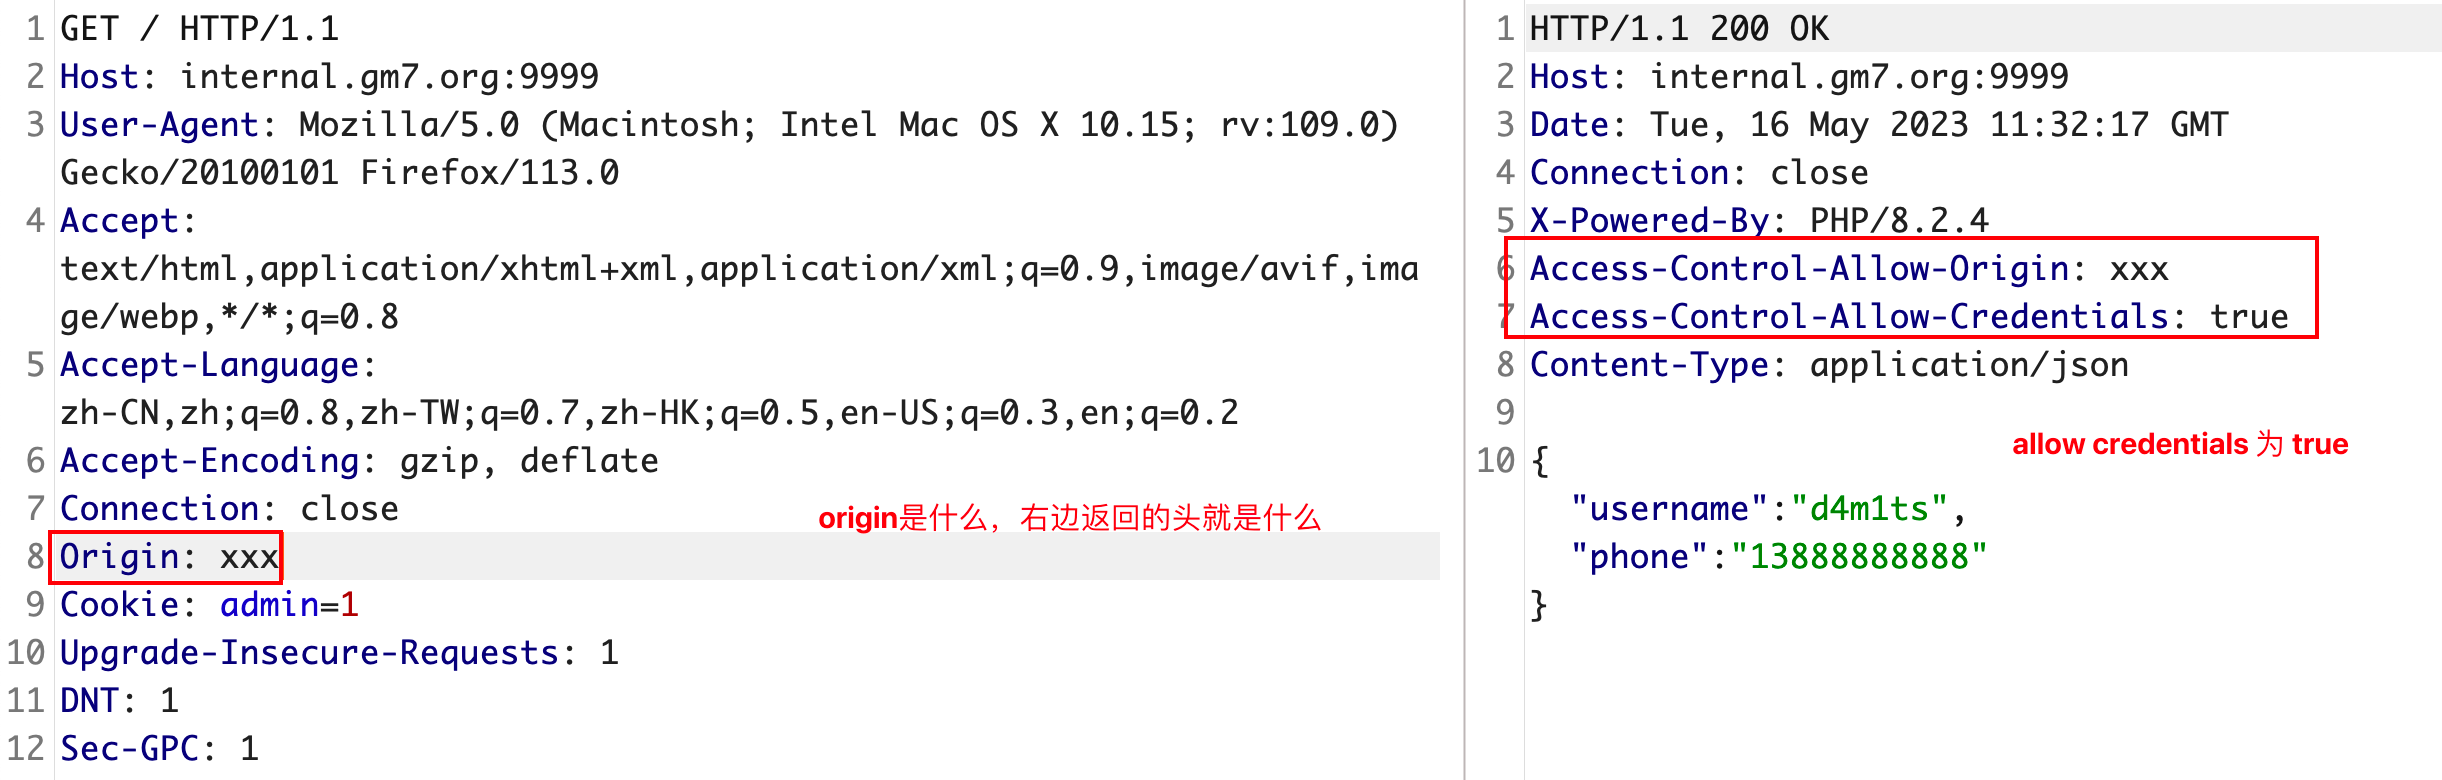 1 GET / HTTP/1.1
2 Host: internal.gm7.org:9999
3 User-Agent: Mozilla/5.0 (Macintosh; Intel Mac OS X 10.15; rv:109.0)
Gecko/20100101 Firefox/113.0
4 Accept:
text/html,application/xhtml+xml,application/xml;q=0.9,image/avif,ima
ge/webp,*/*;q=0.8
5 Accept-Language:
zh-CN,zh;q=0.8,zh-TW;q=0.7,zh-HK;q=0.5,en-US;q=0.3,en;q=0.2
6 Accept-Encoding: gzip, deflate
7 Connection: close
origin是什么，右边返回的头就是什么
8 Origin: xxx
9 Cookie: admin=1
10 Upgrade-Insecure-Requests: 1
11 DNT: 1
12 Sec-GPC: 1
1 HTTP/1.1 200 OK
2 Host: internal.gm7.org:9999
3 Date: Tue, 16 May 2023 11:32:17 GMT
4 Connection: close
5 X-Powered-By: PHP/8.2.4
6 Access-Control-Allow-Origin: xxx
7 Access-Control-Allow-Credentials: true
8 Content-Type: application/json
9
allow credentials 为 true
10 {
"username":"d4m1ts",
"phone":"13888888888"
}